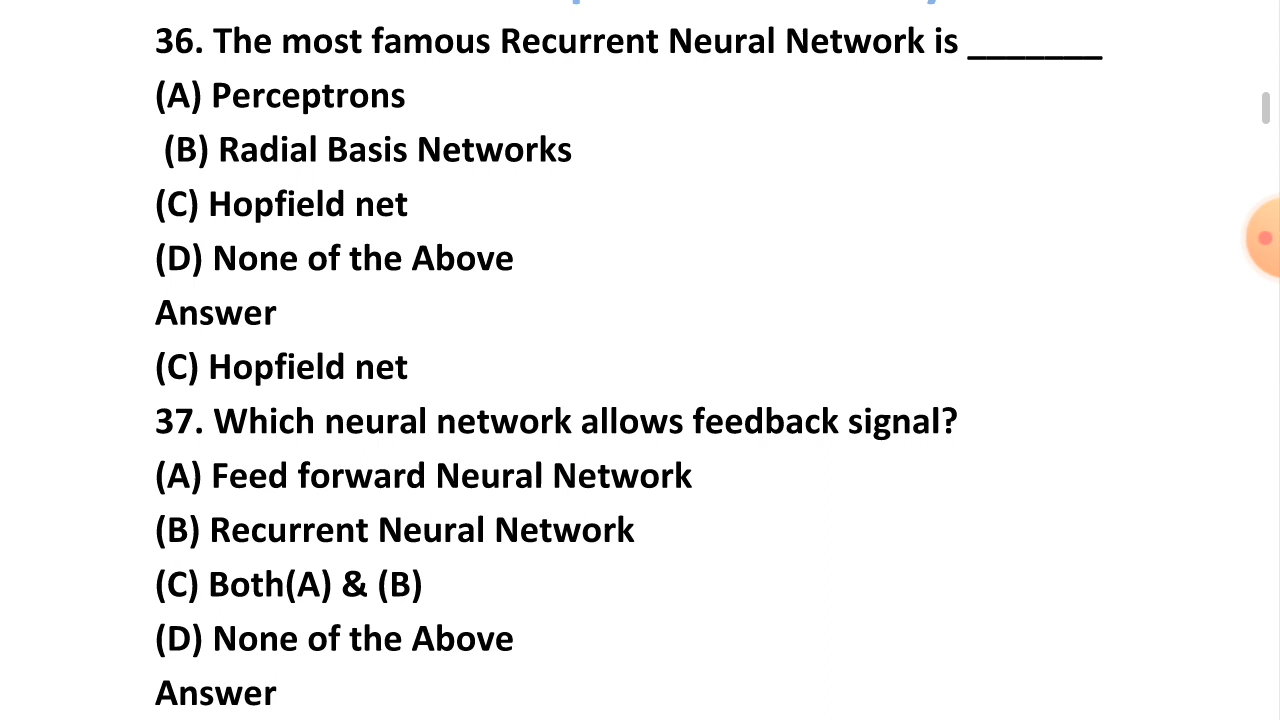 36. The most famous Recurrent Neural Network is _______
(A) Perceptrons
(B) Radial Basis Networks
(C) Hopfield net
(D) None of the Above
Answer
(C) Hopfield net
37. Which neural network allows feedback signal?
(A) Feed forward Neural Network
(B) Recurrent Neural Network
(C) Both(A) & (B)
(D) None of the Above
Answer